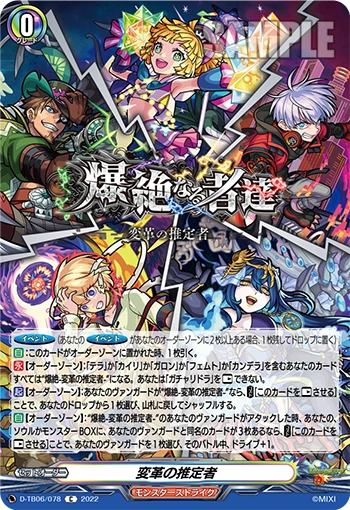 SAMPLE
0
グレード
爆絶なる者達
変革の推定者
イベント (あなたの イベント があなたのオーダーゾーンに2枚以上ある場合、1枚残してドロップに置く)
自:このカードがオーダーゾーンに置かれた時、1枚引く。
永【オーダーゾーン】:「テラ」か「カイリ」か「ガロン」か「フェムト」か「カンデラ」を含むあなたのカード
すべては"爆絶-変革の推定者-"になる。あなたは「ガチャリドラ」を できない。
起【オーダーゾーン】:あなたのヴァンガードが"爆絶-変革の推定者-"なら、【コスト】[このカードを させる]
ことで、あなたのドロップから1枚選び、山札に戻してシャッフルする。
自【オーダーゾーン】:"爆絶-変革の推定者-"のあなたのヴァンガードがアタックした時、あなたの、
ソウルかモンスターBOXに、あなたのヴァンガードと同名のカードが3枚あるなら、【コスト】[このカードを
させる]ことで、あなたのヴァンガードを1枚選び、そのバトル中、ドライブ+1。
変革の推定者
D-TB06/078 C 2022
モンスターストライク
©MIXI